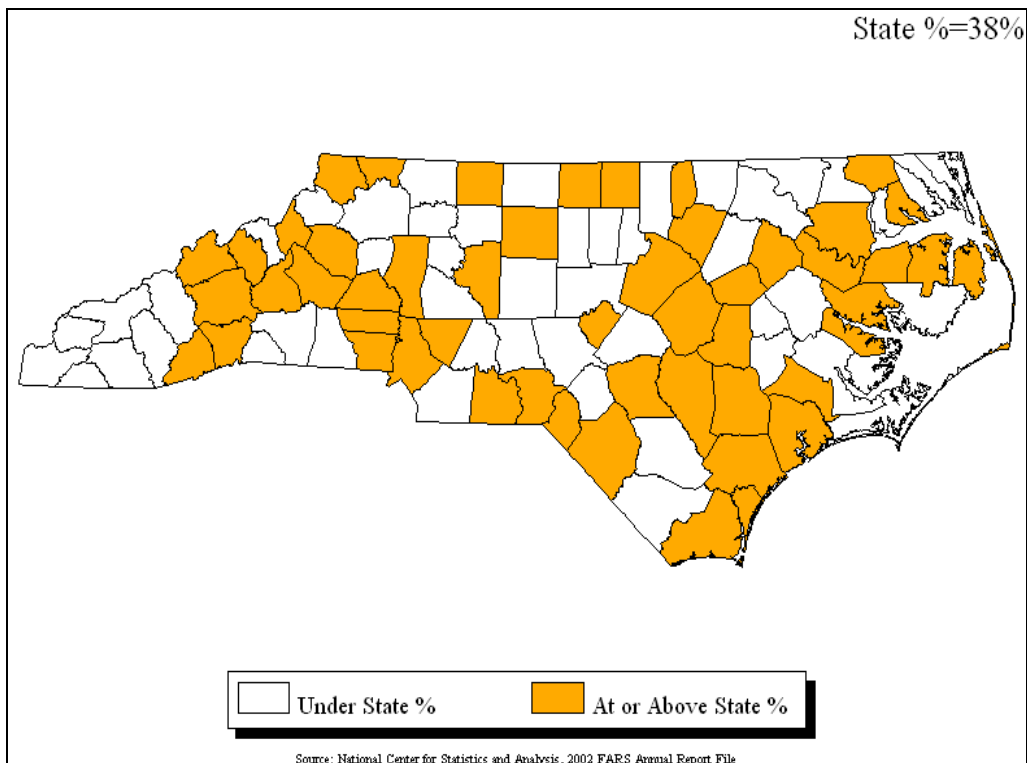 State %=38%
Under State %
At or Above State %
Source: National Center for Statistics and Analysis, 2002 FARS Annual Report File